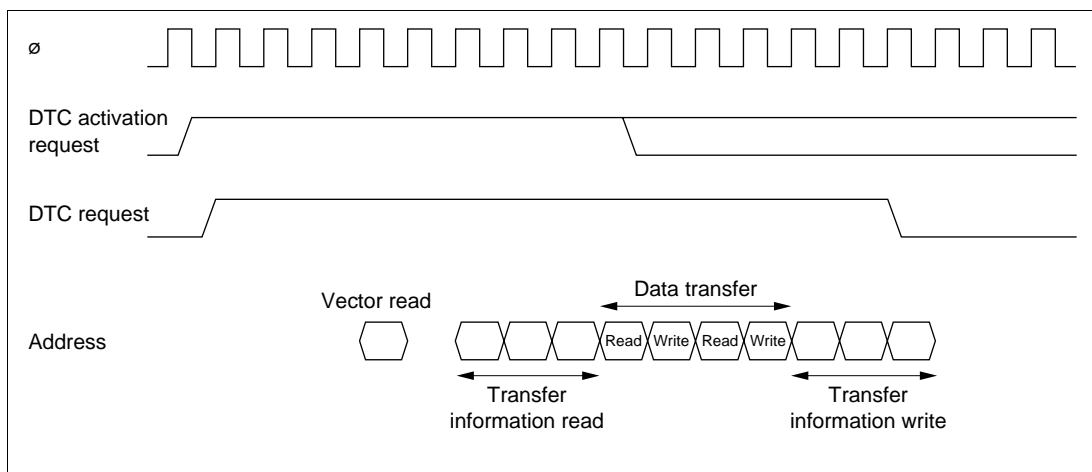 ø
DTC activation
request
DTC request
Data transfer
Vector read
Address
Read Write Read Write
Transfer
information read
Transfer
information write